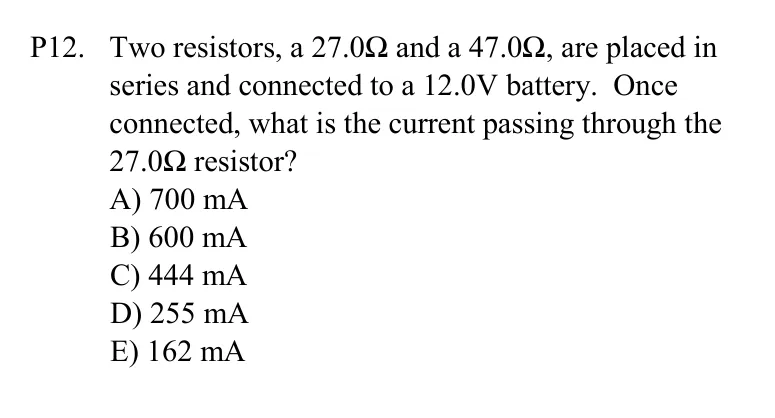 P12. Two resistors, a 27.0Ω and a 47.0Ω, are placed in
series and connected to a 12.0V battery. Once
connected, what is the current passing through the
27.0Ω resistor?
A) 700 mA
B) 600 mA
C) 444 mA
D) 255 mA
E) 162 mA